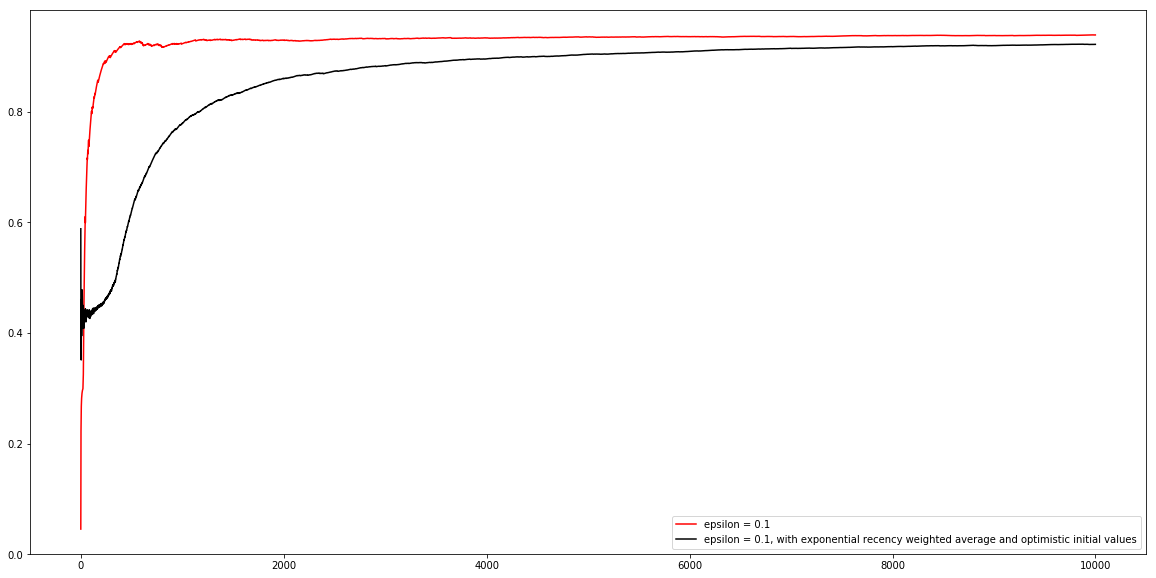 0.8
0.6
0.4
0.2
0.0
0 2000 4000 6000 8000 10000
epsilon = 0.1
epsilon = 0.1, with exponential recency weighted average and optimistic initial values